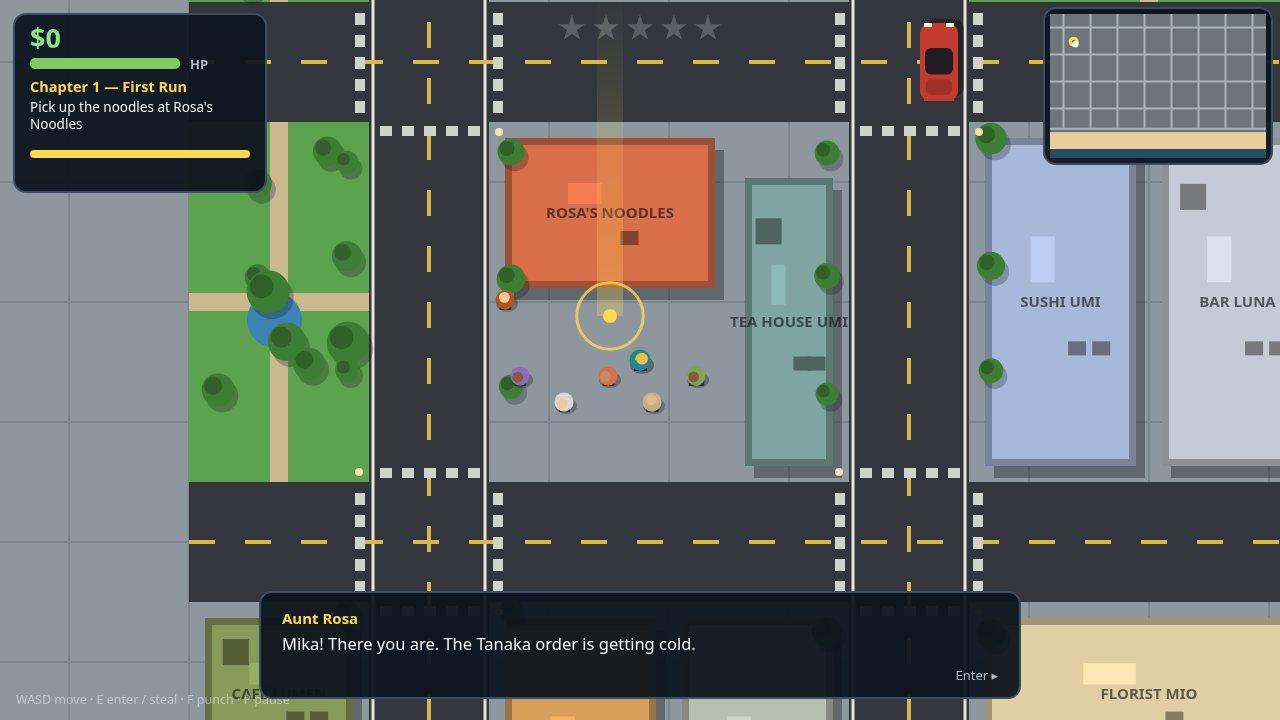 $0
HP
Chapter 1 — First Run
Pick up the noodles at Rosa's
Noodles
ROSA'S NOODLES
TEA HOUSE UMI
SUSHI UMI
BAR LUNA
Aunt Rosa
Mika! There you are. The Tanaka order is getting cold.
Enter ▸
FLORIST MIO
WASD move · E enter / steal · F punch · P pause